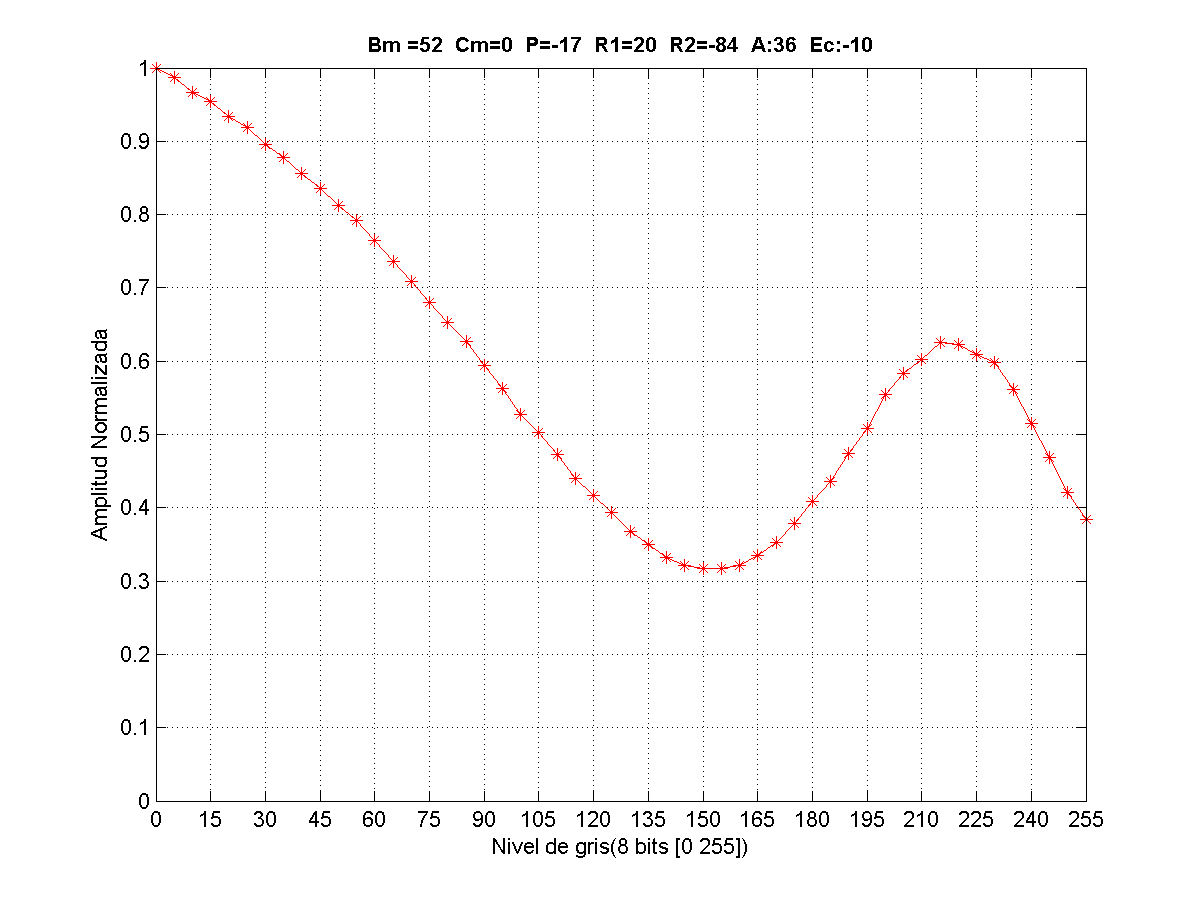 Bm =52  Cm=0  P=-17  R1=20  R2=-84  A:36  Ec:-10
1
0.9
0.8
0.7
0.6
0.5
0.4
0.3
0.2
0.1
0
Amplitud Normalizada
0 15 30 45 60 75 90 105 120 135 150 165 180 195 210 225 240 255
Nivel de gris(8 bits [0 255])